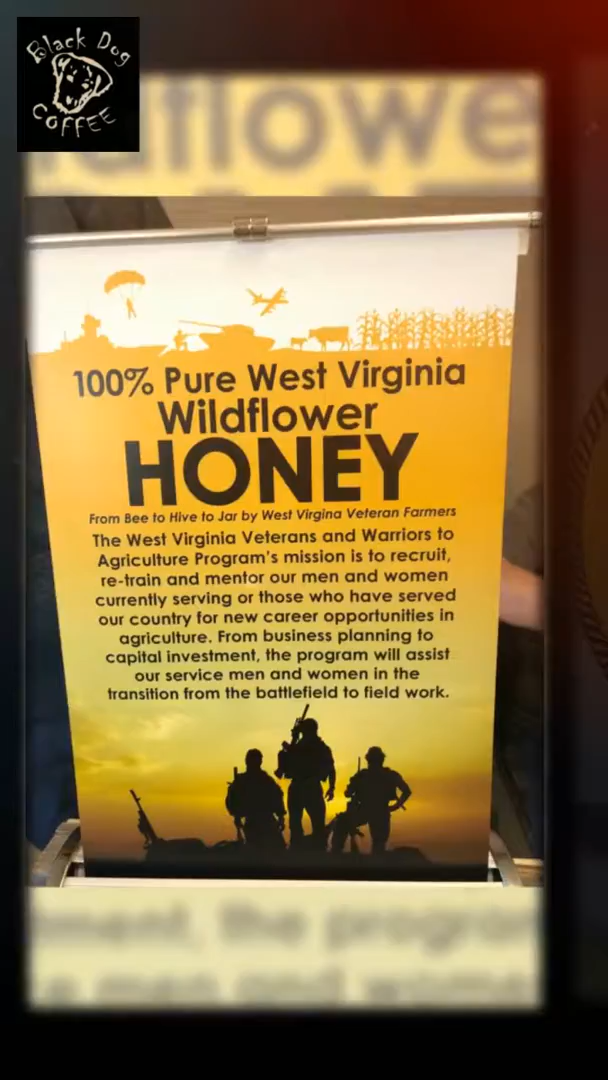 Black Dog
COFFEE
100% Pure West Virginia
Wildflower
HONEY
From Bee to Hive to Jar by West Virgina Veteran Farmers
The West Virginia Veterans and Warriors to
Agriculture Program's mission is to recruit,
re-train and mentor our men and women
currently serving or those who have served
our country for new career opportunities in
agriculture. From business planning to
capital investment, the program will assist
our service men and women in the
transition from the battlefield to field work.